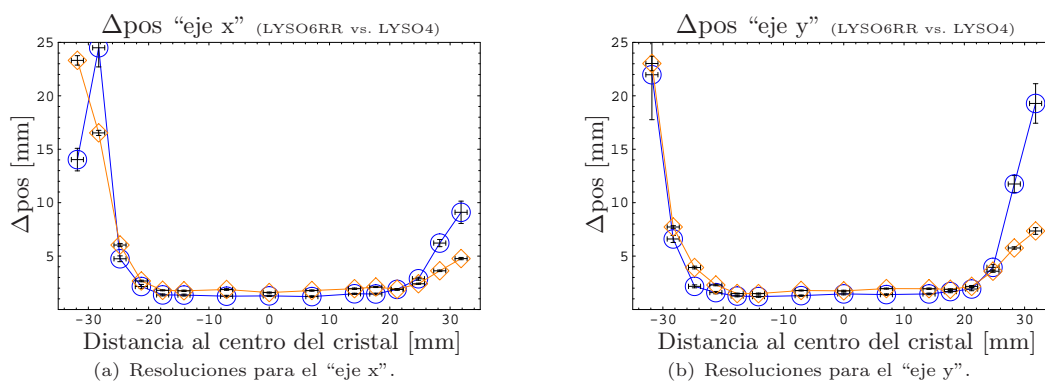 Δpos “eje x” (LYSO6RR vs. LYSO4)
Δpos [mm]
25
20
15
10
5
−30 −20 −10 0 10 20 30
Distancia al centro del cristal [mm]
(a) Resoluciones para el “eje x”.
Δpos “eje y” (LYSO6RR vs. LYSO4)
Δpos [mm]
25
20
15
10
5
−30 −20 −10 0 10 20 30
Distancia al centro del cristal [mm]
(b) Resoluciones para el “eje y”.